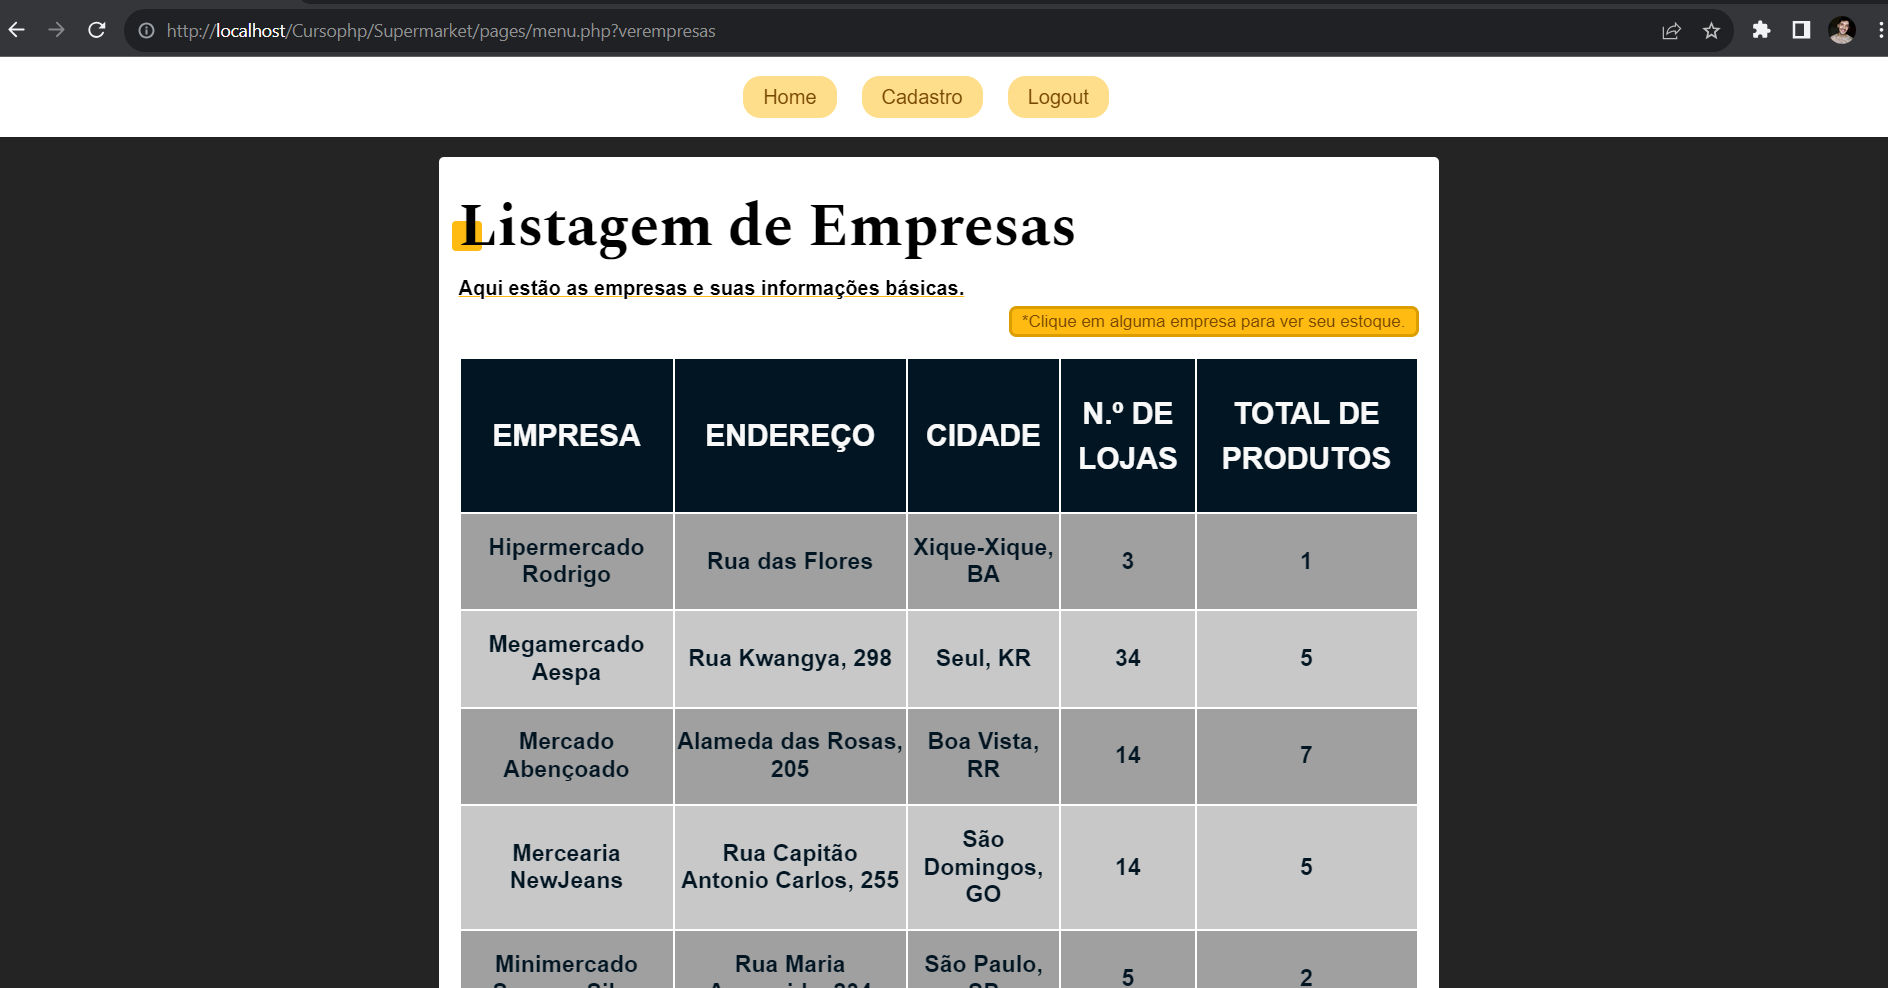 http://localhost/Cursophp/Supermarket/pages/menu.php?verempresas
Home Cadastro Logout
Listagem de Empresas
Aqui estão as empresas e suas informações básicas.
*Clique em alguma empresa para ver seu estoque.
EMPRESA ENDEREÇO CIDADE N.º DE LOJAS TOTAL DE PRODUTOS
Hipermercado Rodrigo Rua das Flores Xique-Xique, BA 3 1
Megamercado Aespa Rua Kwangya, 298 Seul, KR 34 5
Mercado Abençoado Alameda das Rosas, 205 Boa Vista, RR 14 7
Mercearia NewJeans Rua Capitão Antonio Carlos, 255 São Domingos, GO 14 5
Minimercado Rua Maria São Paulo, 5 2